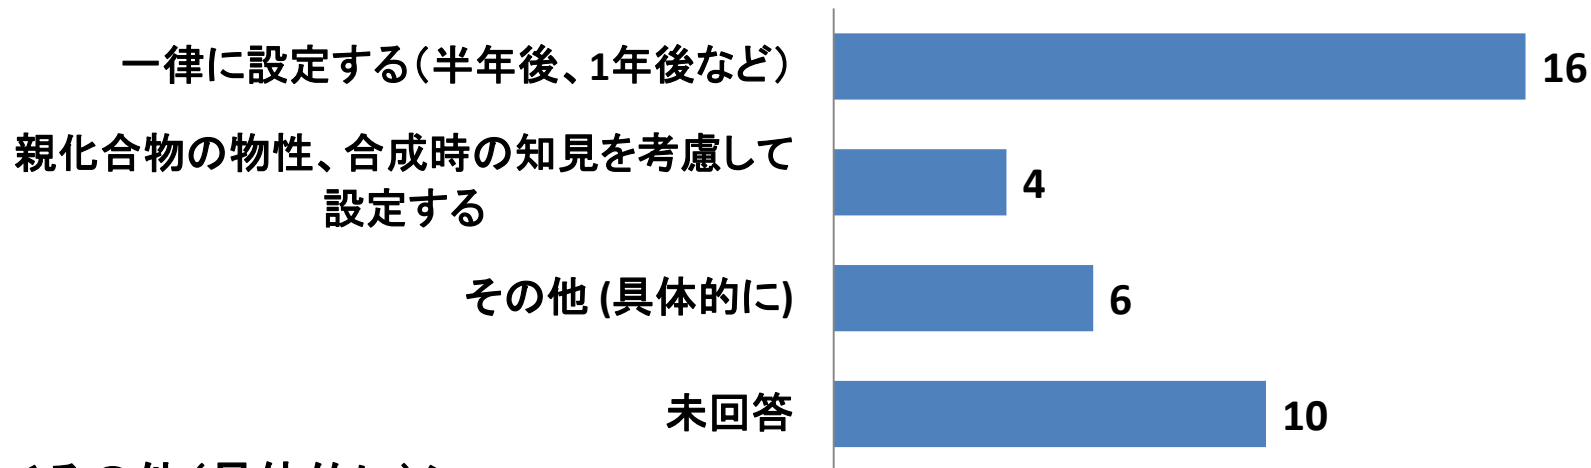 一律に設定する(半年後、1年後など)
16
親化合物の物性、合成時の知見を考慮して
設定する
4
その他 (具体的に)
6
未回答
10